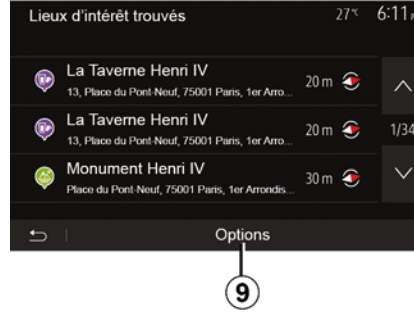 Lieux d'intérêt trouvés 27°C 6:11
La Taverne Henri IV
13, Place du Pont-Neuf, 75001 Paris, 1er Arro... 20 m
La Taverne Henri IV
13, Place du Pont-Neuf, 75001 Paris, 1er Arro... 20 m 1/34
Monument Henri IV
Place du Pont-Neuf, 75001 Paris, 1er Arrondis... 30 m
Options
9